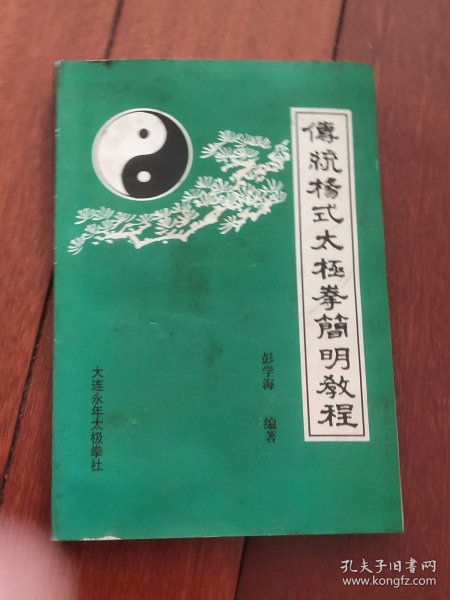 傳統楊式太極拳簡明教程
彭学海 编著
大连永年太极拳社
孔夫子旧书网
www.kongfz.com